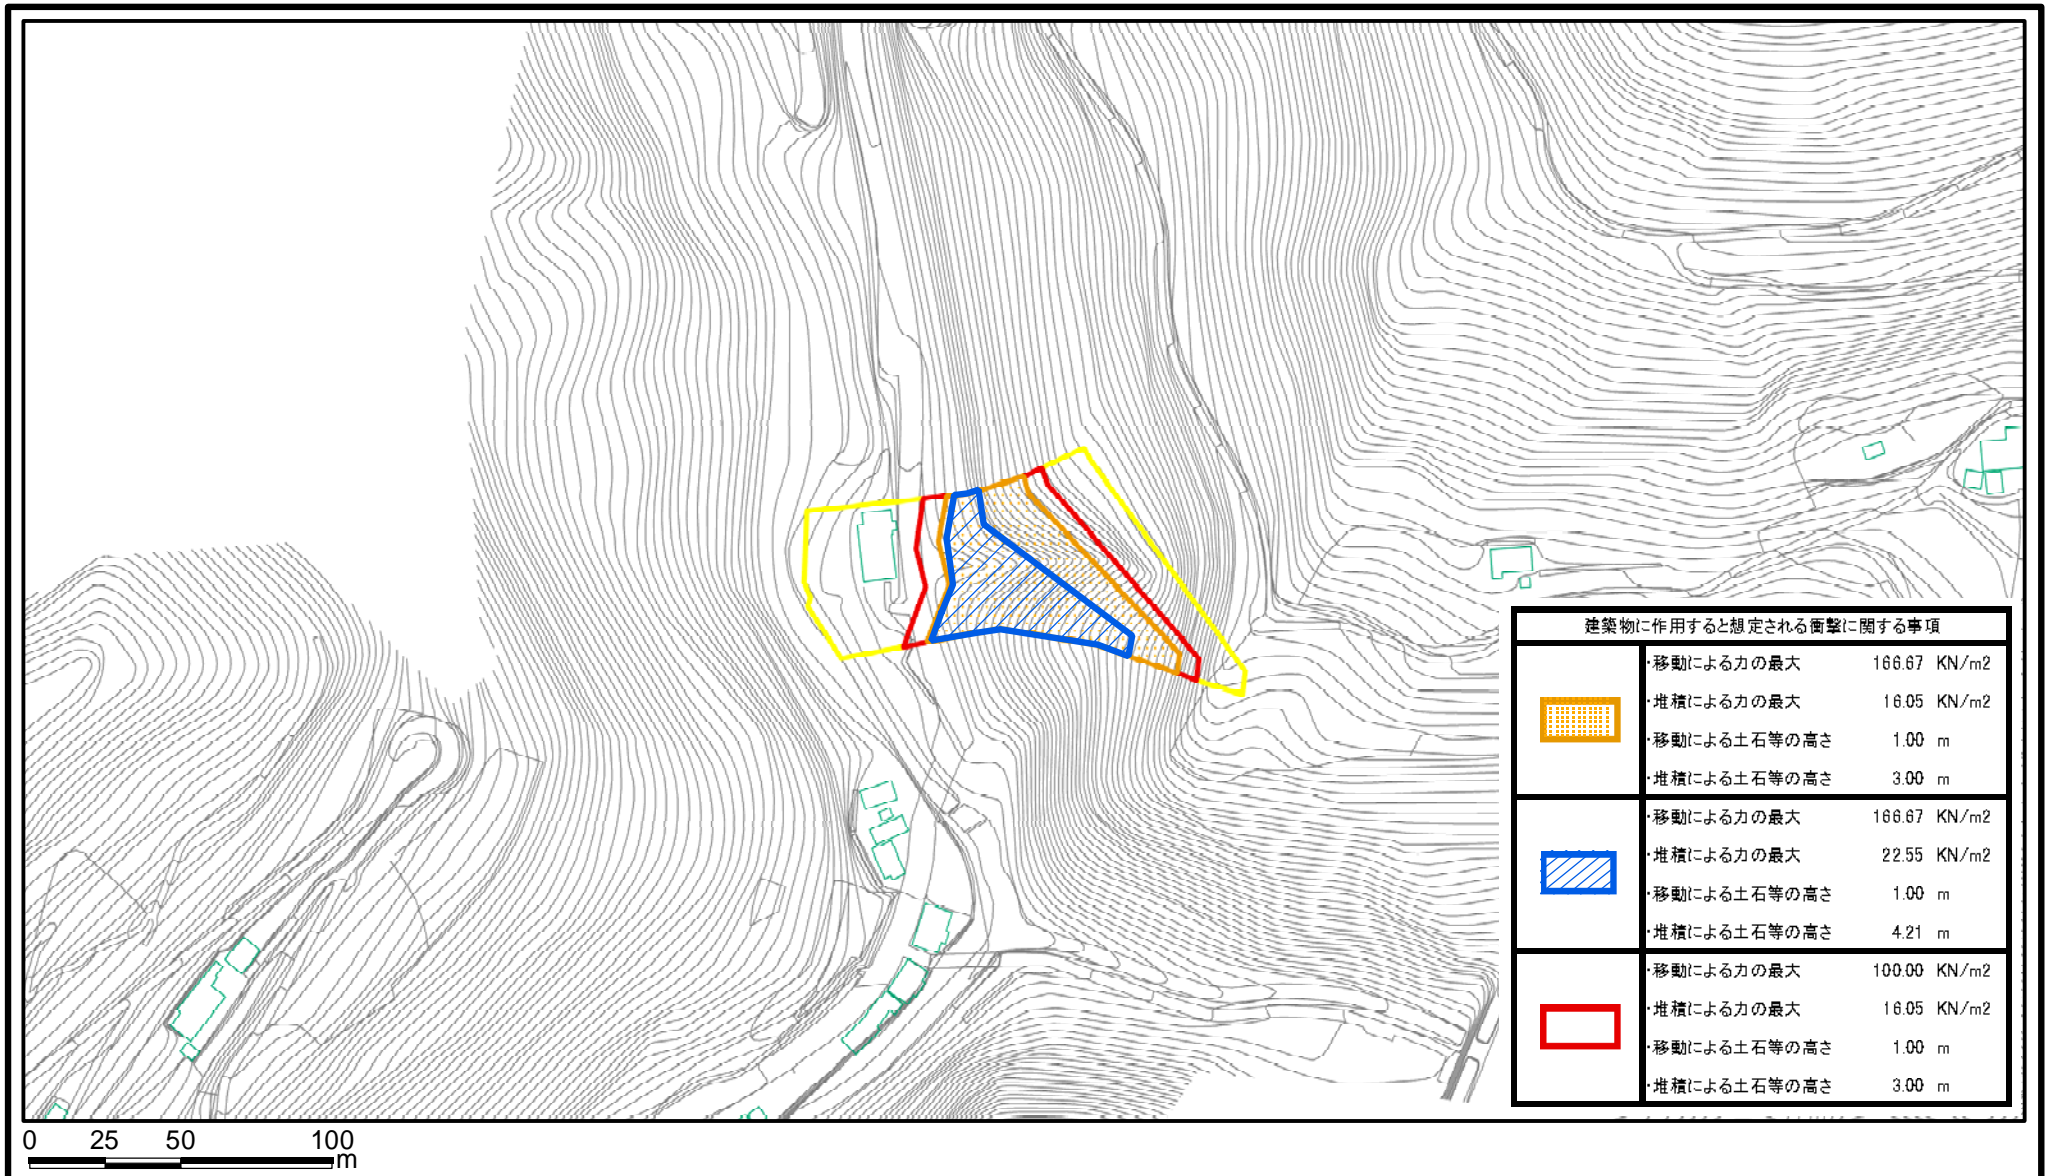 建築物に作用すると想定される衝撃に関する事項
・移動による力の最大 166.67 KN/m2
・堆積による力の最大 16.05 KN/m2
・移動による土石等の高さ 1.00 m
・堆積による土石等の高さ 3.00 m
・移動による力の最大 166.67 KN/m2
・堆積による力の最大 22.55 KN/m2
・移動による土石等の高さ 1.00 m
・堆積による土石等の高さ 4.21 m
・移動による力の最大 100.00 KN/m2
・堆積による力の最大 16.05 KN/m2
・移動による土石等の高さ 1.00 m
・堆積による土石等の高さ 3.00 m
0 25 50 100
m